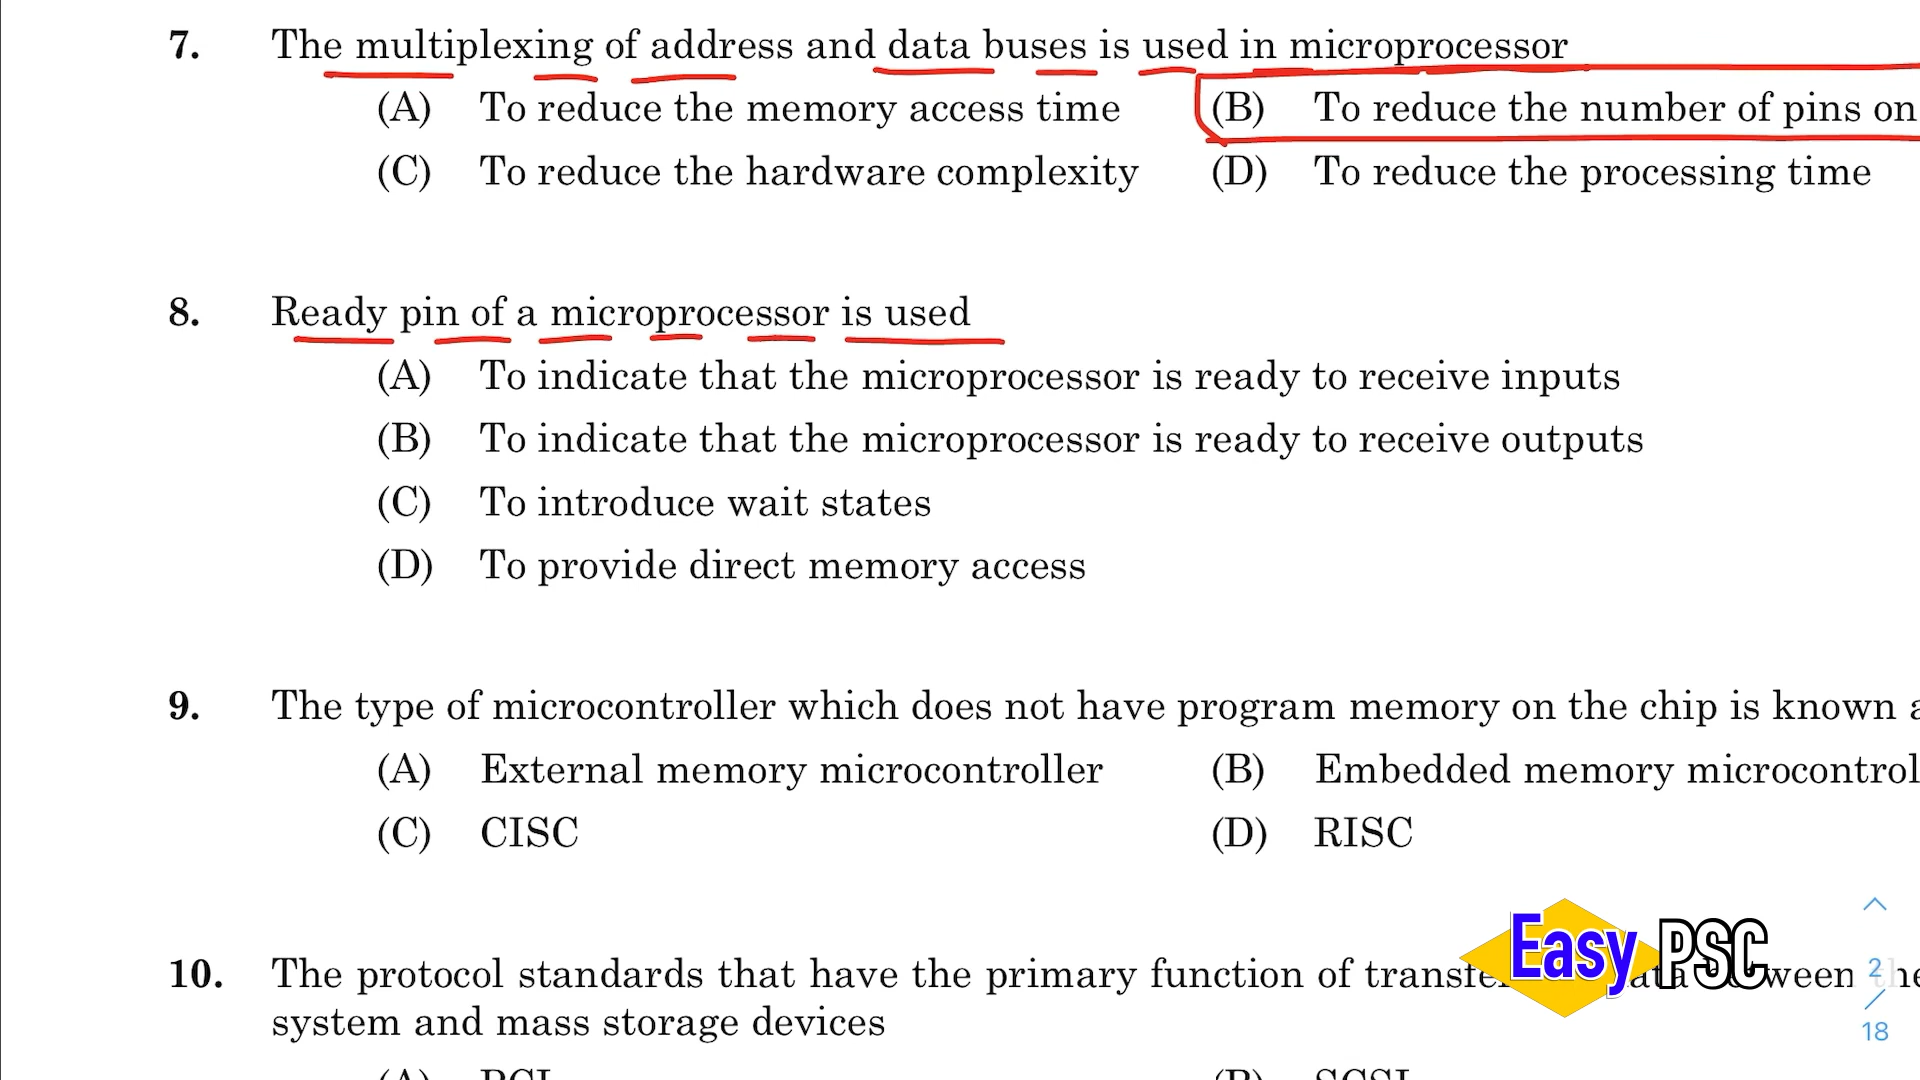 7. The multiplexing of address and data buses is used in microprocessor
(A) To reduce the memory access time (B) To reduce the number of pins on
(C) To reduce the hardware complexity (D) To reduce the processing time
8. Ready pin of a microprocessor is used
(A) To indicate that the microprocessor is ready to receive inputs
(B) To indicate that the microprocessor is ready to receive outputs
(C) To introduce wait states
(D) To provide direct memory access
9. The type of microcontroller which does not have program memory on the chip is known
(A) External memory microcontroller (B) Embedded memory microcontrol
(C) CISC (D) RISC
10. The protocol standards that have the primary function of
system and mass storage devices
Easy PSC
2
/
18